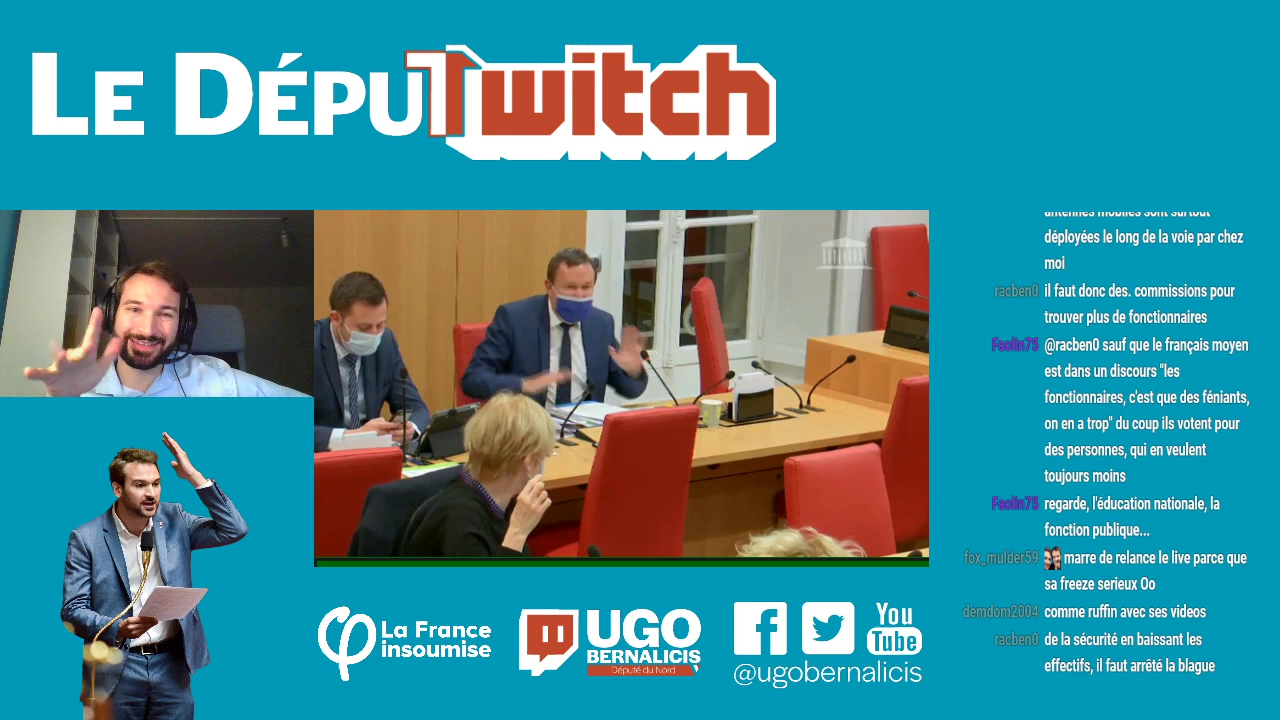 LE DÉPUTwitch
antennes mobiles sont surtout
déployées le long de la voie par chez
moi
racben0 il faut donc des. commissions pour
trouver plus de fonctionnaires
Faolin75 @racben0 sauf que le français moyen
est dans un discours "les
fonctionnaires, c'est que des féniants,
on en a trop" du coup ils votent pour
des personnes, qui en veulent
toujours moins
Faolin75 regarde, l'éducation nationale, la
fonction publique...
fox_mulder59 marre de relance le live parce que
sa freeze serieux Oo
demdom2004 comme ruffin avec ses videos
racben0 de la sécurité en baissant les
effectifs, il faut arrêté la blague
La France
insoumise
UGO
BERNALICIS
Député du Nord
You
Tube
@ugobernalicis